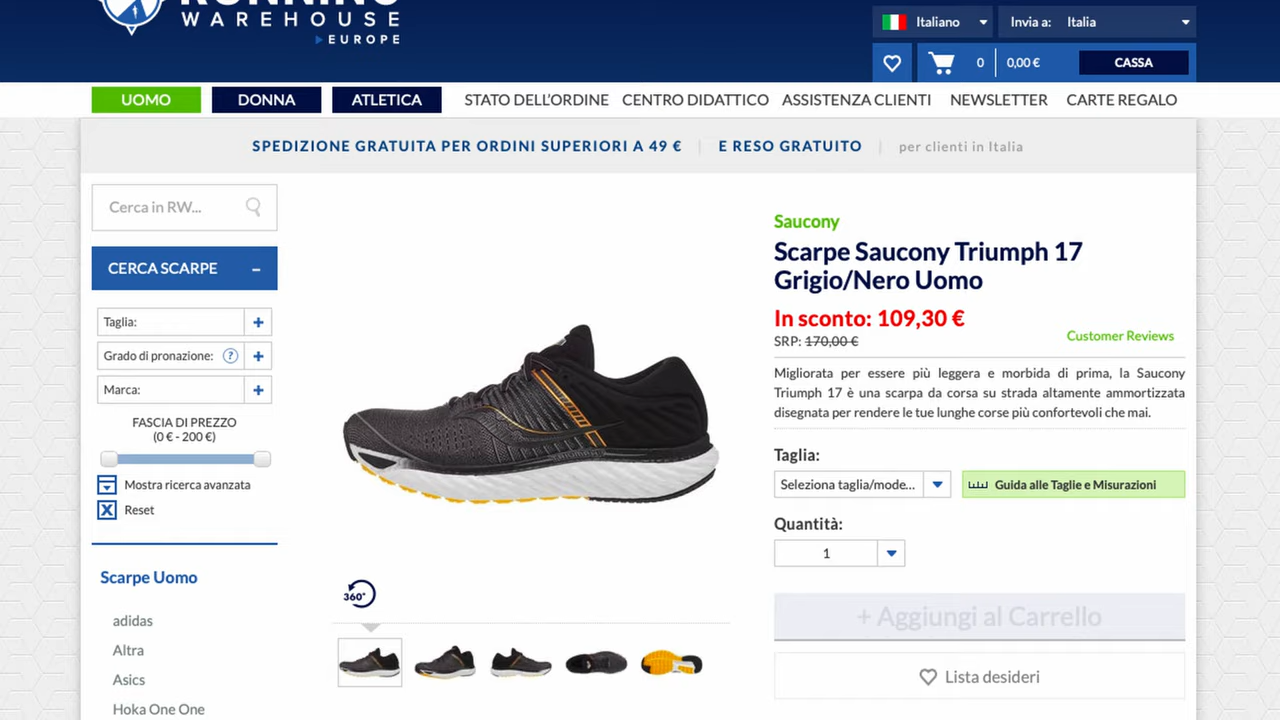 RUNNING
WAREHOUSE
EUROPE
Italiano
Invia a: Italia
0
0,00 €
CASSA
UOMO
DONNA
ATLETICA
STATO DELL'ORDINE
CENTRO DIDATTICO
ASSISTENZA CLIENTI
NEWSLETTER
CARTE REGALO
SPEDIZIONE GRATUITA PER ORDINI SUPERIORI A 49 € | E RESO GRATUITO | per clienti in Italia
Cerca in RW...
CERCA SCARPE –
Taglia: +
Grado di pronazione: ? +
Marca: +
FASCIA DI PREZZO
(0 € - 200 €)
Mostra ricerca avanzata
Reset
Scarpe Uomo
adidas
Altra
Asics
Hoka One One
360°
Saucony
Scarpe Saucony Triumph 17
Grigio/Nero Uomo
In sconto: 109,30 €
SRP: 170,00 €
Customer Reviews
Migliorata per essere più leggera e morbida di prima, la Saucony
Triumph 17 è una scarpa da corsa su strada altamente ammortizzata
disegnata per rendere le tue lunghe corse più confortevoli che mai.
Taglia:
Seleziona taglia/mode...
Guida alle Taglie e Misurazioni
Quantità:
1
+ Aggiungi al Carrello
Lista desideri